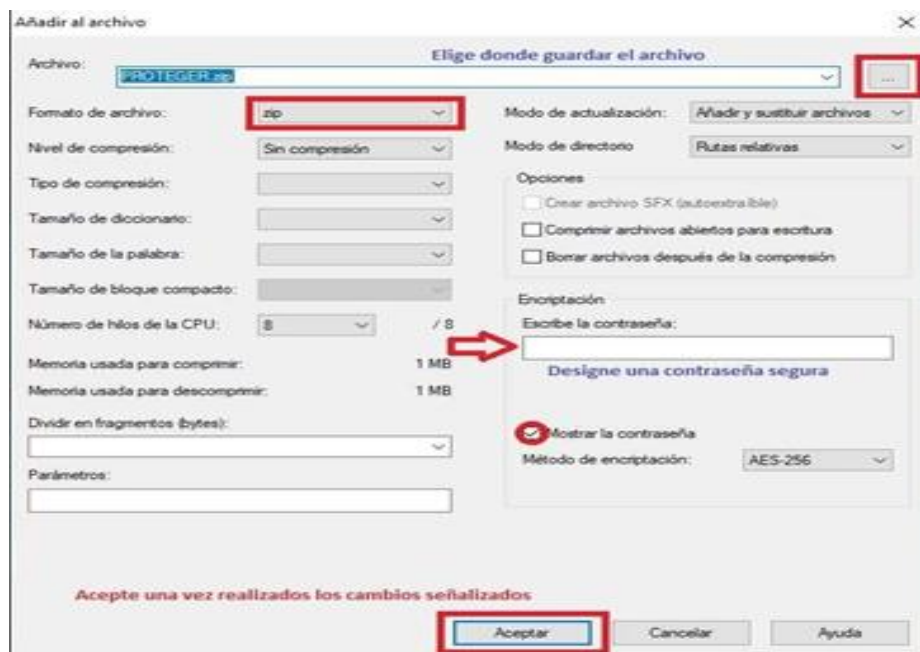 Añadir al archivo
Elige donde guardar el archivo
Archivo:
PROTEGER.zip
...
Formato de archivo:
zip
Modo de actualización:
Añadir y sustituir archivos
Nivel de compresión:
Sin compresión
Modo de directorio
Rutas relativas
Tipo de compresión:
Opciones
Crear archivo SFX (autoextraíble)
Tamaño de diccionario:
Comprimir archivos abiertos para escritura
Tamaño de la palabra:
Borrar archivos después de la compresión
Tamaño de bloque compacto:
Encriptación
Número de hilos de la CPU:
8
/ 8
Escribe la contraseña:
Memoria usada para comprimir:
1 MB
Designe una contraseña segura
Memoria usada para descomprimir:
1 MB
Dividir en fragmentos (bytes):
Mostrar la contraseña
Método de encriptación:
AES-256
Parámetros:
Acepte una vez realizados los cambios señalizados
Aceptar
Cancelar
Ayuda